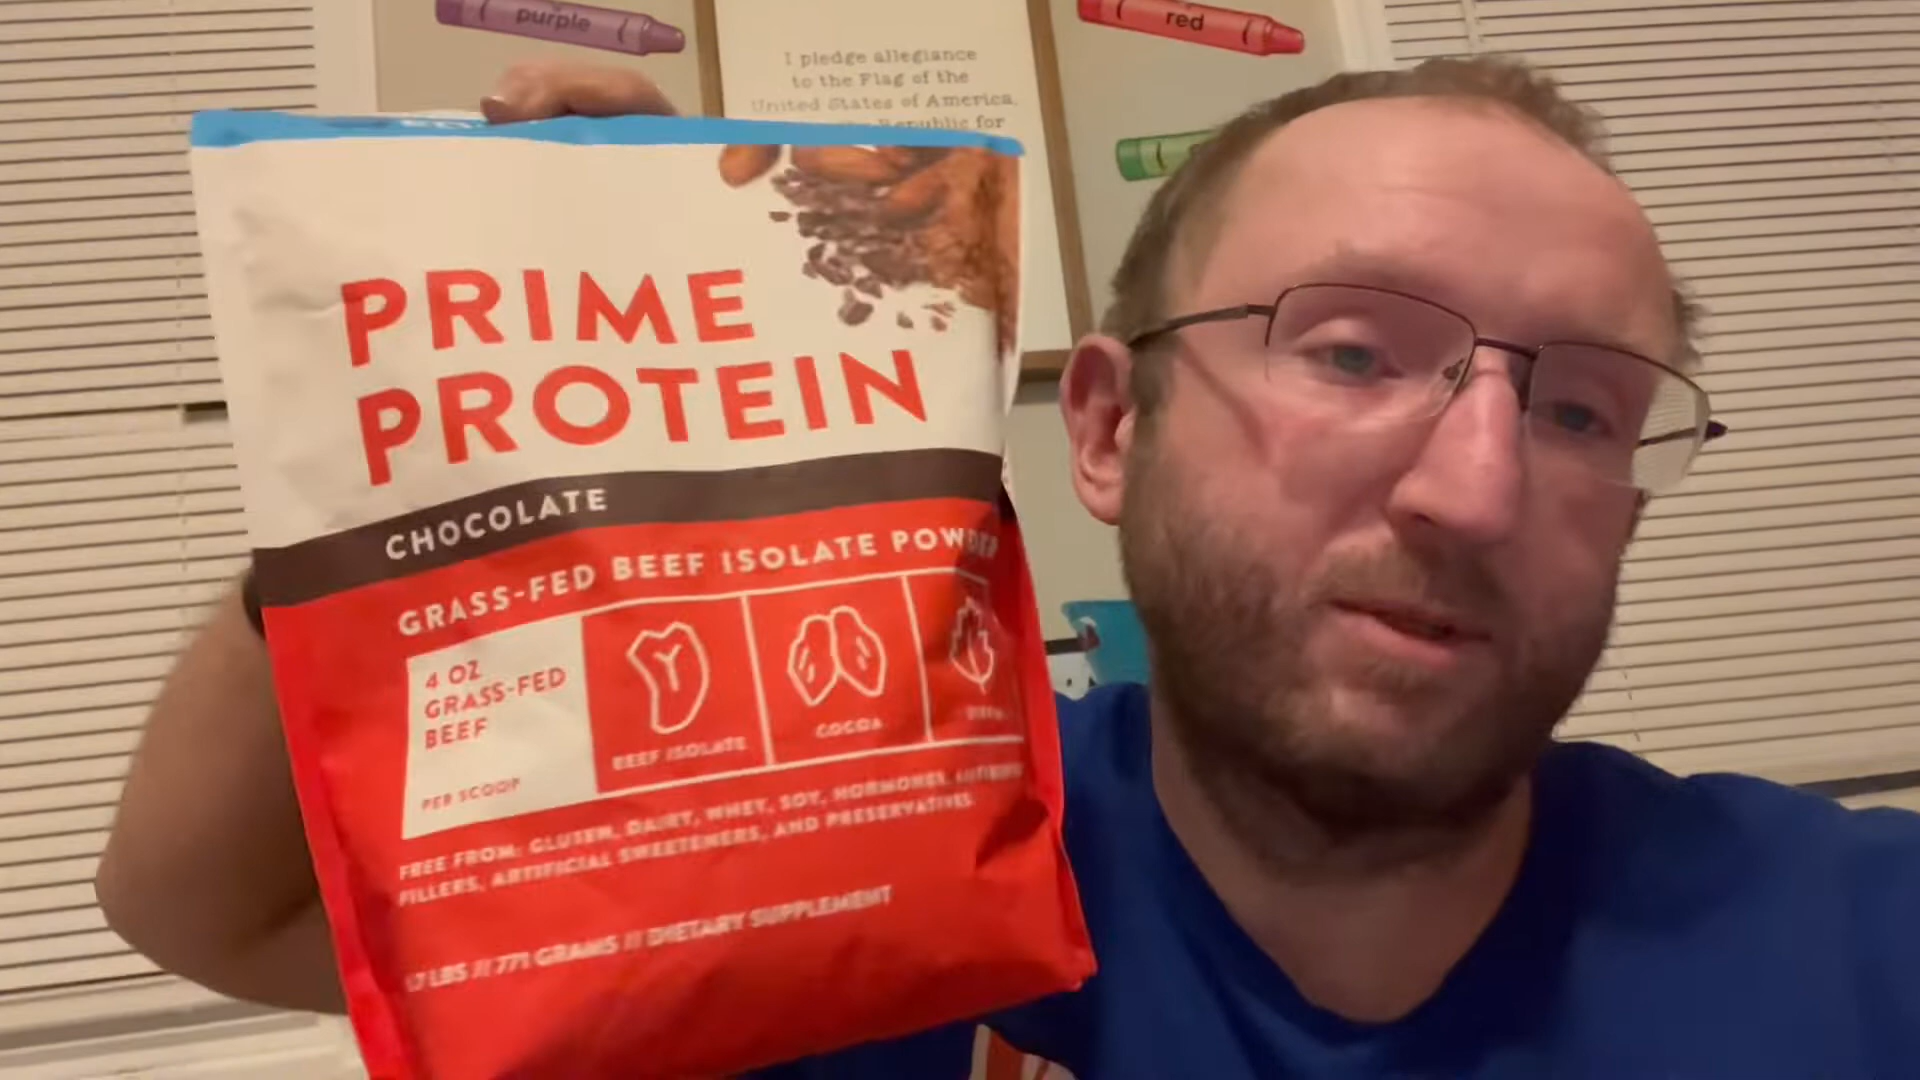 purple
red
I pledge allegiance
to the Flag of the
United States of America,
Republic for
PRIME
PROTEIN
CHOCOLATE
GRASS-FED BEEF ISOLATE POWDER
4 OZ
GRASS-FED
BEEF
PER SCOOP
BEEF ISOLATE
COCOA
FREE FROM: GLUTEN, DAIRY, WHEY, SOY, HORMONES,
FILLERS, ARTIFICIAL SWEETENERS, AND PRESERVATIVES
1.7 LBS // 771 GRAMS // DIETARY SUPPLEMENT